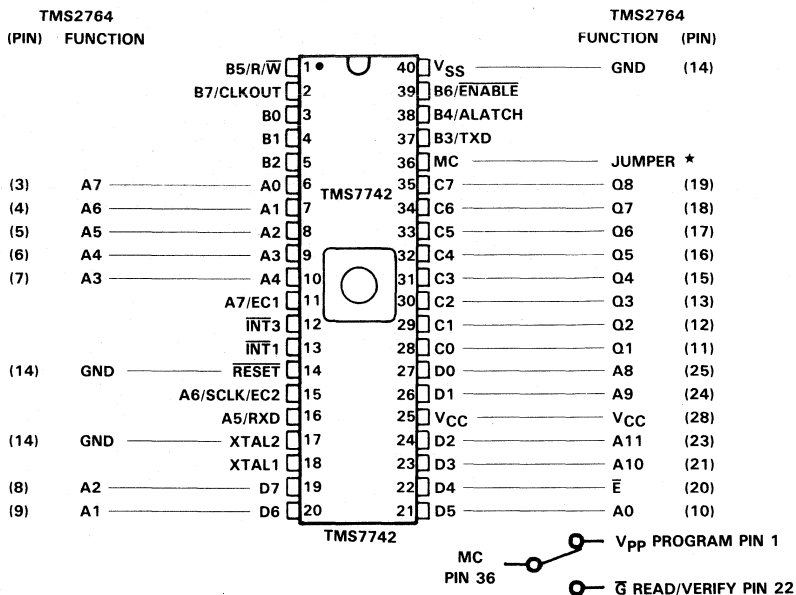 TMS2764 TMS2764
(PIN) FUNCTION FUNCTION (PIN)
B5/R/W̅ 1 40 VSS GND (14)
B7/CLKOUT 2 39 B6/E̅N̅A̅B̅L̅E̅
B0 3 38 B4/ALATCH
B1 4 37 B3/TXD
B2 5 36 MC JUMPER ★
(3) A7 A0 6 35 C7 Q8 (19)
TMS7742
(4) A6 A1 7 34 C6 Q7 (18)
(5) A5 A2 8 33 C5 Q6 (17)
(6) A4 A3 9 32 C4 Q5 (16)
(7) A3 A4 10 31 C3 Q4 (15)
A7/EC1 11 30 C2 Q3 (13)
I̅N̅T̅3 12 29 C1 Q2 (12)
I̅N̅T̅1 13 28 C0 Q1 (11)
(14) GND R̅E̅S̅E̅T̅ 14 27 D0 A8 (25)
A6/SCLK/EC2 15 26 D1 A9 (24)
A5/RXD 16 25 VCC VCC (28)
(14) GND XTAL2 17 24 D2 A11 (23)
XTAL1 18 23 D3 A10 (21)
(8) A2 D7 19 22 D4 E̅ (20)
(9) A1 D6 20 21 D5 A0 (10)
TMS7742
MC
PIN 36
VPP PROGRAM PIN 1
G̅ READ/VERIFY PIN 22